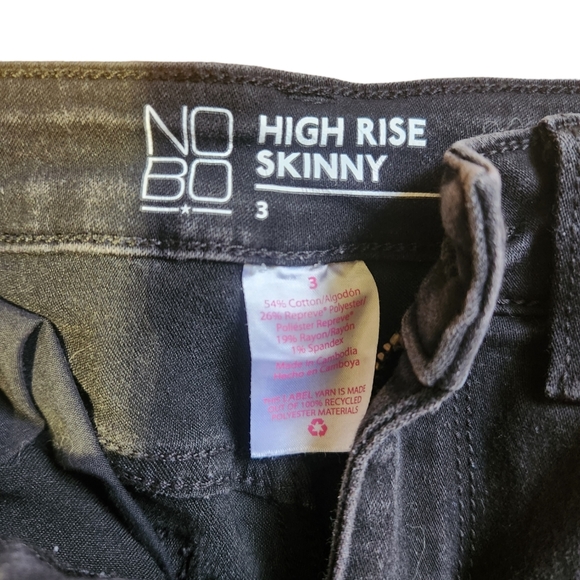 NO
BO
HIGH RISE
SKINNY
3
3
54% Cotton/Algodón
26% Repreve® Polyester/
Poliéster Repreve®
19% Rayon/Rayón
1% Spandex
Made in Cambodia
Hecho en Camboya
LABEL YARN IS MADE
OUT OF 100% RECYCLED
POLYESTER MATERIALS